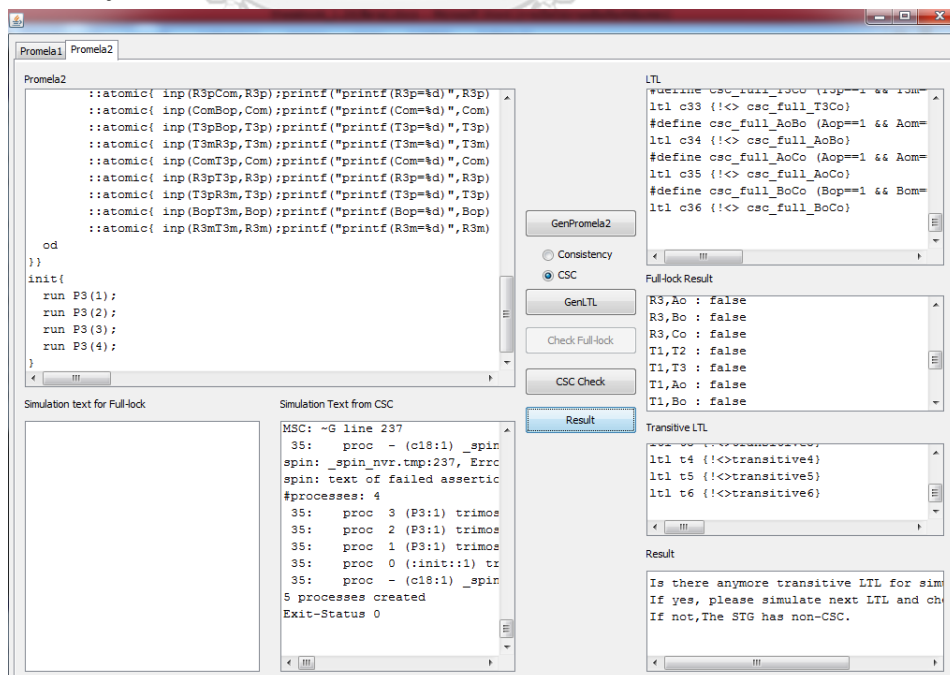 Promela1 Promela2
Promela2
::atomic{ inp(R3pCom,R3p);printf("printf(R3p=%d)",R3p)
::atomic{ inp(ComBop,Com);printf("printf(Com=%d)",Com)
::atomic{ inp(T3pBop,T3p);printf("printf(T3p=%d)",T3p)
::atomic{ inp(T3mR3p,T3m);printf("printf(T3m=%d)",T3m)
::atomic{ inp(ComT3p,Com);printf("printf(Com=%d)",Com)
::atomic{ inp(R3pT3p,R3p);printf("printf(R3p=%d)",R3p)
::atomic{ inp(T3pR3m,T3p);printf("printf(T3p=%d)",T3p)
::atomic{ inp(BopT3m,Bop);printf("printf(Bop=%d)",Bop)
::atomic{ inp(R3mT3m,R3m);printf("printf(R3m=%d)",R3m)
od
}}
init{
run P3(1);
run P3(2);
run P3(3);
run P3(4);
}
GenPromela2
Consistency
CSC
GenLTL
Check Full-lock
CSC Check
Result
LTL
#define csc_full_T3Co (T3p==1 && T3m=
ltl c33 {!<> csc_full_T3Co}
#define csc_full_AoBo (Aop==1 && Aom=
ltl c34 {!<> csc_full_AoBo}
#define csc_full_AoCo (Aop==1 && Aom=
ltl c35 {!<> csc_full_AoCo}
#define csc_full_BoCo (Bop==1 && Bom=
ltl c36 {!<> csc_full_BoCo}
Full-lock Result
R3,Ao : false
R3,Bo : false
R3,Co : false
T1,T2 : false
T1,T3 : false
T1,Ao : false
T1,Bo : false
Simulation text for Full-lock
Simulation Text from CSC
MSC: ~G line 237
35: proc - (c18:1) _spin
spin: _spin_nvr.tmp:237, Erro
spin: text of failed assertic
#processes: 4
35: proc 3 (P3:1) trimos
35: proc 2 (P3:1) trimos
35: proc 1 (P3:1) trimos
35: proc 0 (:init::1) tr
35: proc - (c18:1) _spin
5 processes created
Exit-Status 0
Transitive LTL
ltl t4 {!<>transitive4}
ltl t5 {!<>transitive5}
ltl t6 {!<>transitive6}
Result
Is there anymore transitive LTL for sim
If yes, please simulate next LTL and ch
If not,The STG has non-CSC.